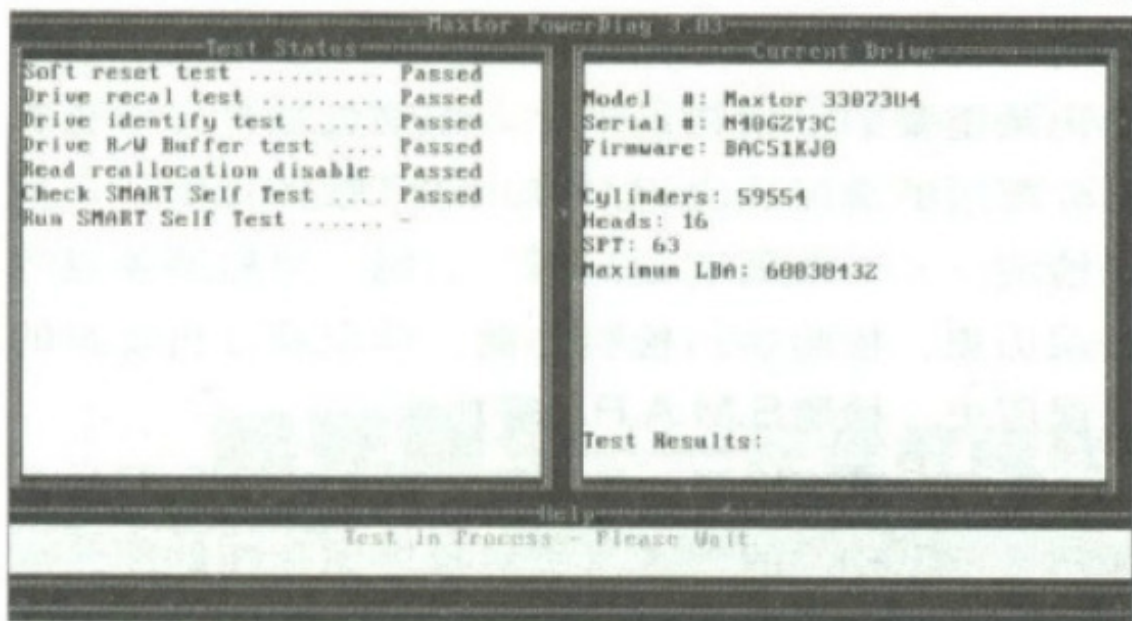 Maxtor PowerDiag 3.03
Test Status
Soft reset test .......... Passed
Drive recal test ......... Passed
Drive identify test ...... Passed
Drive R/W Buffer test .... Passed
Read reallocation disable Passed
Check SMART Self Test .... Passed
Run SMART Self Test ...... -
Current Drive
Model #: Maxtor 33073U4
Serial #: N40GZY3C
Firmware: BAC51KJ0
Cylinders: 59554
Heads: 16
SPT: 63
Maximum LBA: 60030432
Test Results:
Help
Test In Process - Please Wait